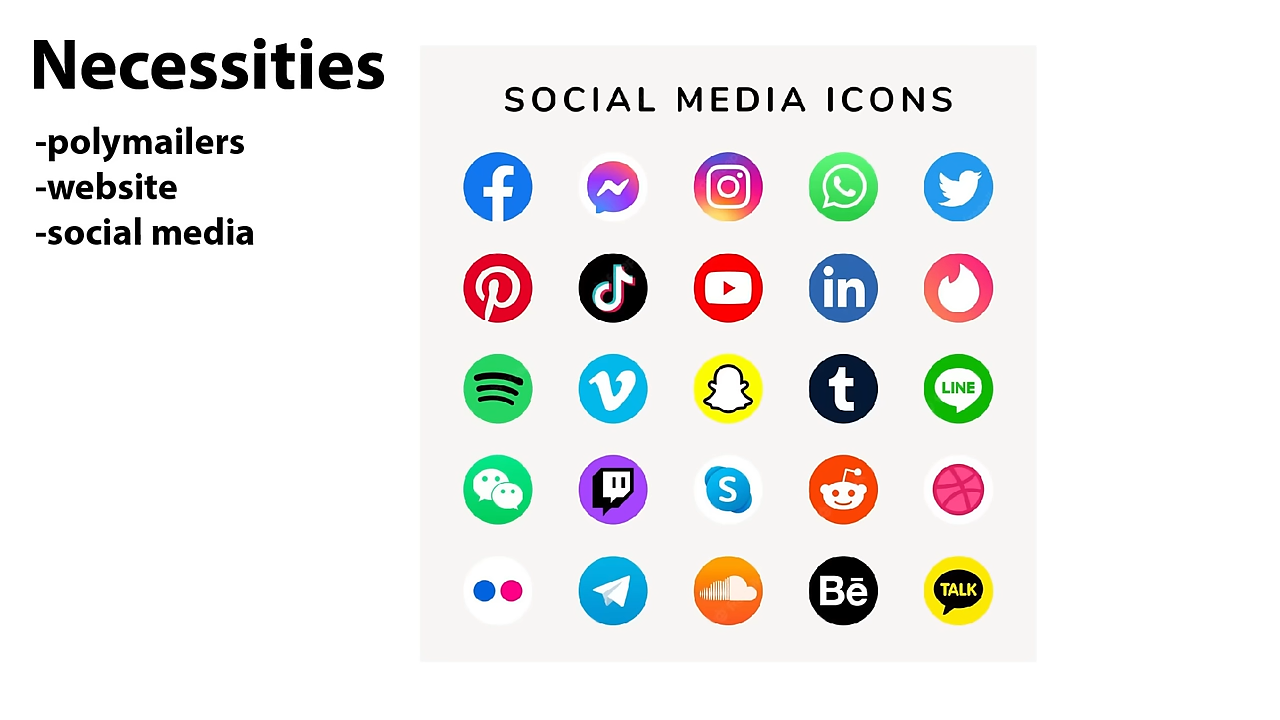 Necessities
-polymailers
-website
-social media
SOCIAL MEDIA ICONS
in
t
LINE
S
Bē
TALK